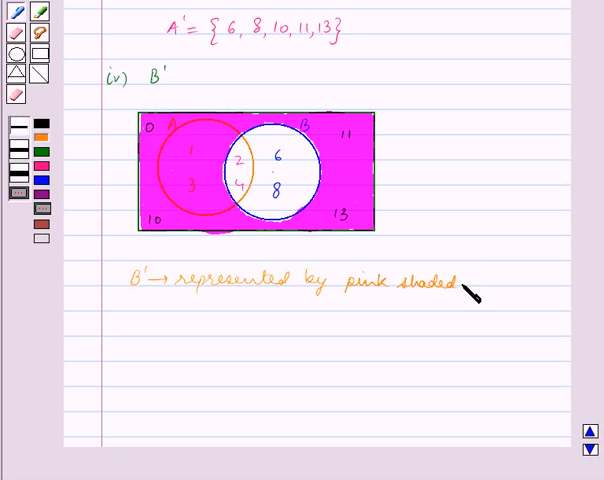 A' = {6, 8, 10, 11, 13}
iv) B'
0 A B 11
1 2 6
3 4 8
10 13
B' → represented by pink shaded